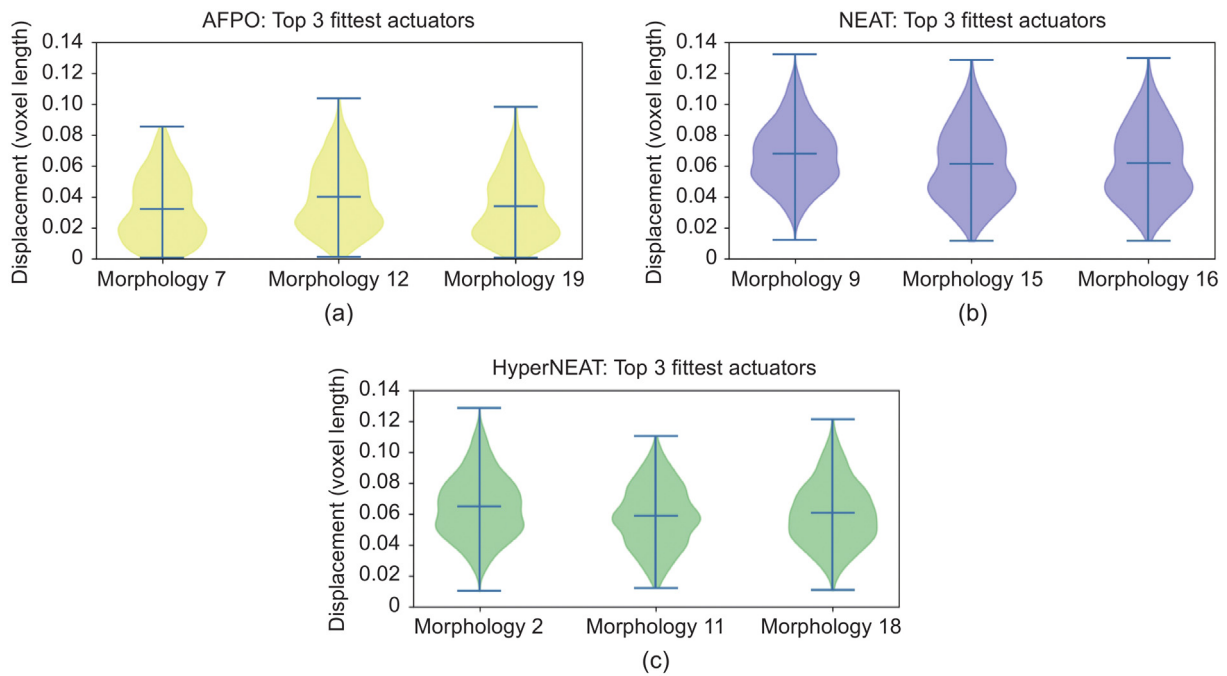 AFPO: Top 3 fittest actuators
Displacement (voxel length)
0.14
0.12
0.10
0.08
0.06
0.04
0.02
0
Morphology 7 Morphology 12 Morphology 19
(a)
NEAT: Top 3 fittest actuators
Displacement (voxel length)
0.14
0.12
0.10
0.08
0.06
0.04
0.02
0
Morphology 9 Morphology 15 Morphology 16
(b)
HyperNEAT: Top 3 fittest actuators
Displacement (voxel length)
0.14
0.12
0.10
0.08
0.06
0.04
0.02
0
Morphology 2 Morphology 11 Morphology 18
(c)